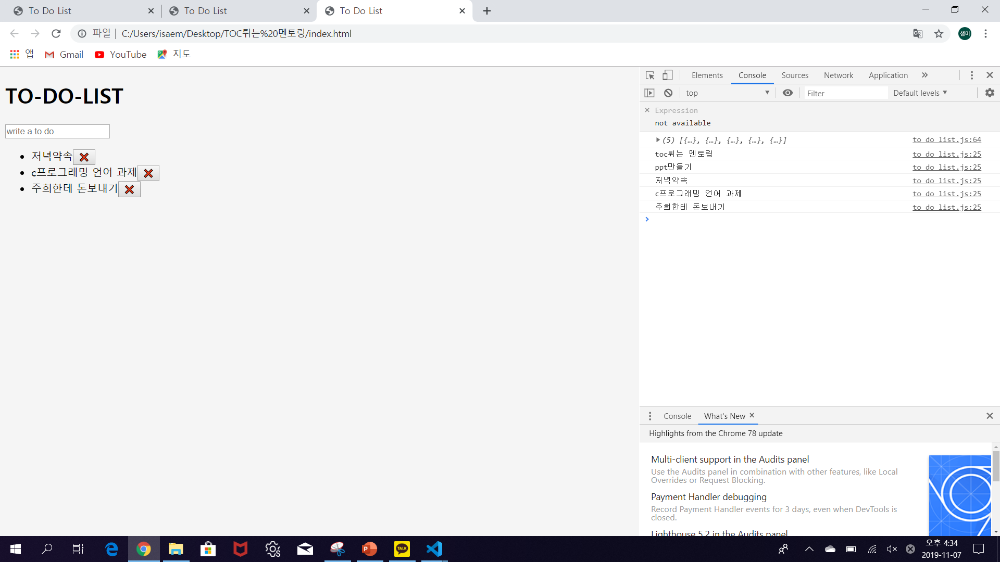 To Do List
To Do List
To Do List
파일 | C:/Users/isaem/Desktop/TOC튀는%20멘토링/index.html
샘미
앱 Gmail YouTube 지도
TO-DO-LIST
write a to do
저녁약속
c프로그래밍 언어 과제
주희한테 돈보내기
Elements Console Sources Network Application
top Filter Default levels
Expression
not available
(5) [{…}, {…}, {…}, {…}, {…}] to do list.js:64
toc튀는 멘토링 to do list.js:25
ppt만들기 to do list.js:25
저녁약속 to do list.js:25
c프로그래밍 언어 과제 to do list.js:25
주희한테 돈보내기 to do list.js:25
Console What's New
Highlights from the Chrome 78 update
Multi-client support in the Audits panel
Use the Audits panel in combination with other features, like Local
Overrides or Request Blocking.
Payment Handler debugging
Record Payment Handler events for 3 days, even when DevTools is
closed.
Lighthouse 5.2 in the Audits panel
TALK
오후 4:34
2019-11-07